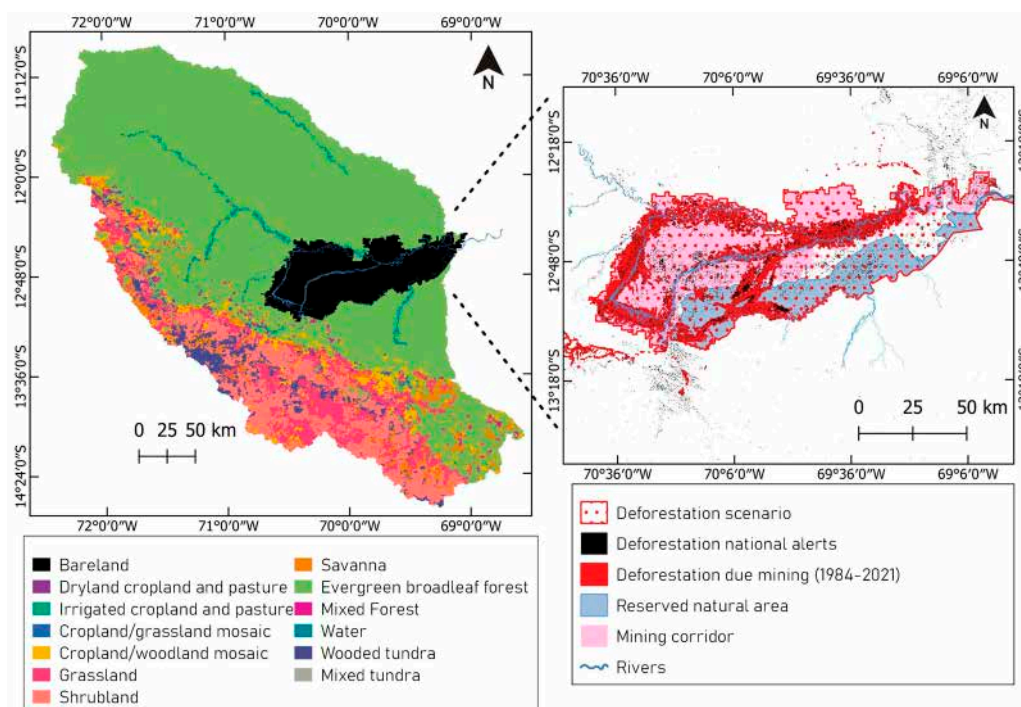 72°0'0"W 71°0'0"W 70°0'0"W 69°0'0"W
11°12'0"S
12°0'0"S
12°48'0"S
13°36'0"S
14°24'0"S
N
0 25 50 km
72°0'0"W 71°0'0"W 70°0'0"W 69°0'0"W
Bareland
Dryland cropland and pasture
Irrigated cropland and pasture
Cropland/grassland mosaic
Cropland/woodland mosaic
Grassland
Shrubland
Savanna
Evergreen broadleaf forest
Mixed Forest
Water
Wooded tundra
Mixed tundra
70°36'0"W 70°6'0"W 69°36'0"W 69°6'0"W
12°18'0"S
12°48'0"S
13°18'0"S
N
0 25 50 km
70°36'0"W 70°6'0"W 69°36'0"W 69°6'0"W
Deforestation scenario
Deforestation national alerts
Deforestation due mining (1984-2021)
Reserved natural area
Mining corridor
Rivers